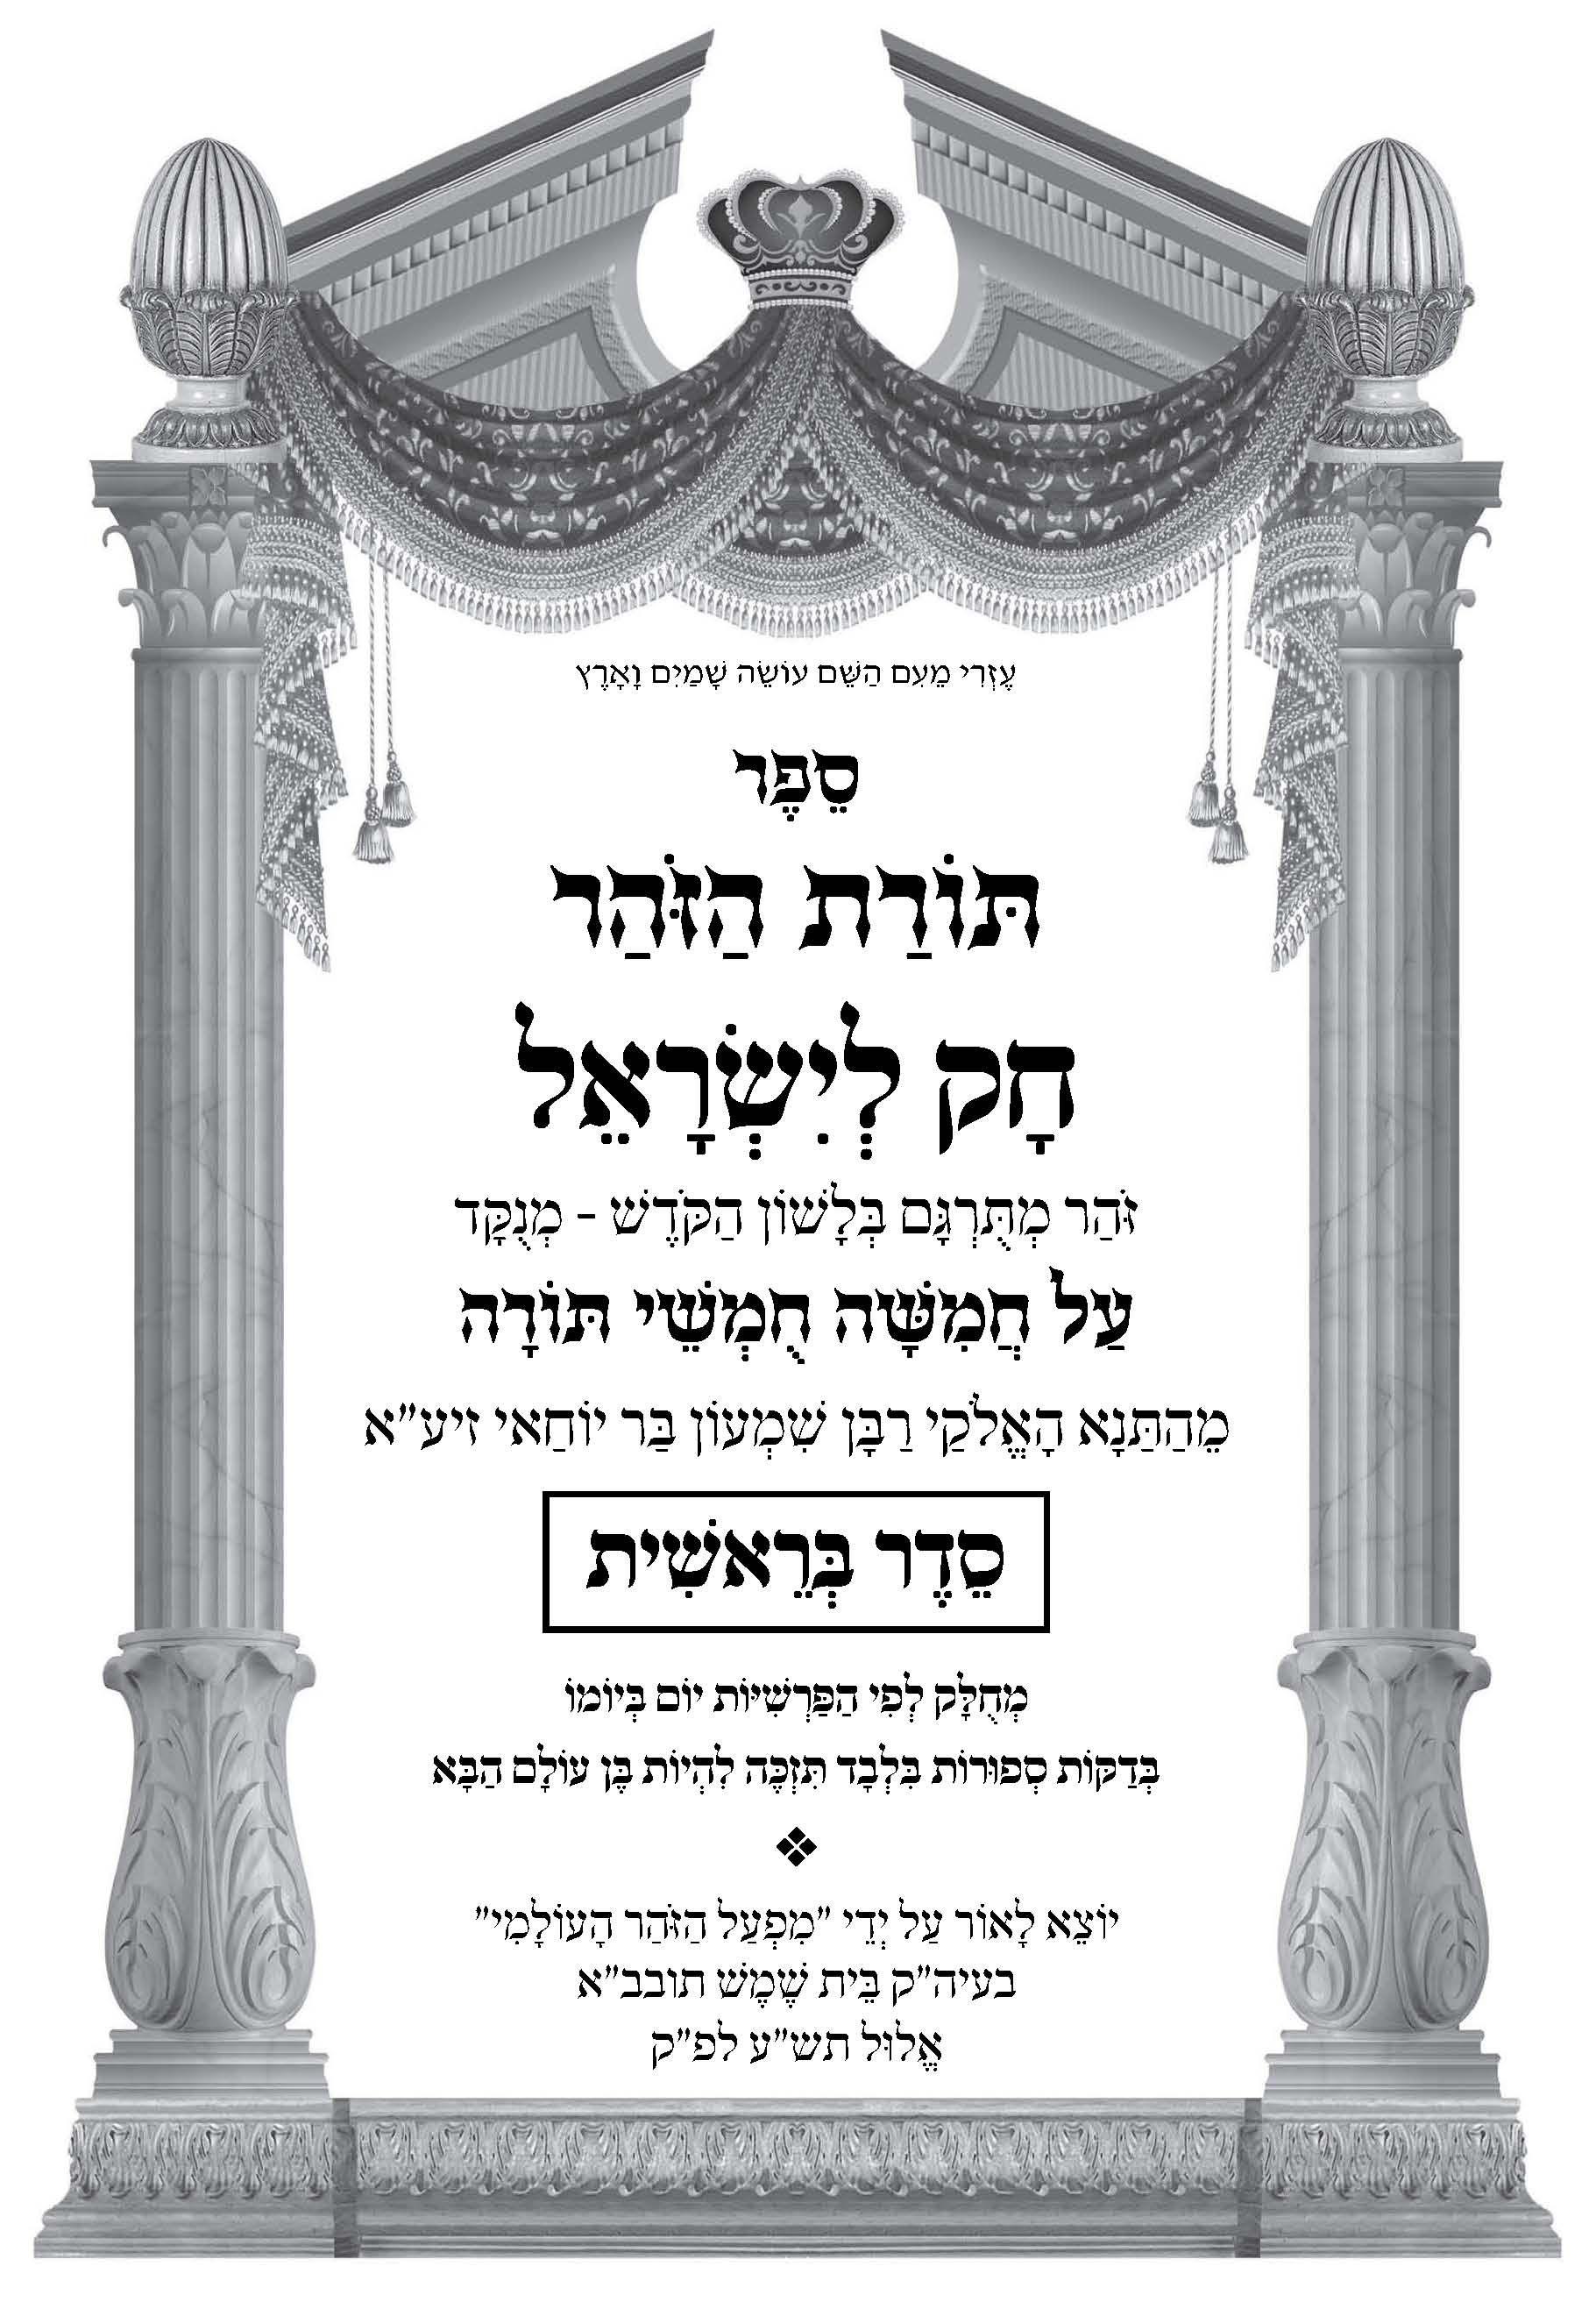 עֶזְרִי מֵעִם הַשֵּׁם עוֹשֵׂה שָׁמַיִם וָאָרֶץ
סֵפֶר
תּוֹרַת הַזֹּהַר
חָק לְיִשְׂרָאֵל
זֹּהַר מְתֻּרְגָּם בְּלָשׁוֹן הַקֹּדֶשׁ - מְנֻקָּד
עַל חֲמִשָּׁה חֻמְשֵׁי תּוֹרָה
מֵהַתַּנָא הָאֱלֹקַי רַבָּן שִׁמְעוֹן בַּר יוֹחַאי זיע"א
סֵדֶר בְּרֵאשִׁית
מְחֻלָּק לְפִי הַפַּרְשִׁיּוֹת יוֹם בְּיוֹמוֹ
בְּדַקּוֹת סְפוּרוֹת בִּלְבָד תִּזְכֶּה לִהְיוֹת בֶּן עוֹלָם הַבָּא
יוֹצֵא לָאוֹר עַל יְדֵי "מִפְעַל הַזֹּהַר הָעוֹלָמִי"
בעיה"ק בֵּית שֶׁמֶשׁ תובב"א
אֱלוּל תש"ע לפ"ק